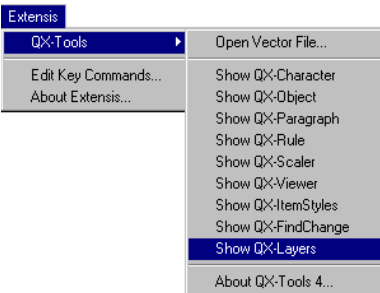 Extensis
QX-Tools
Edit Key Commands...
About Extensis...
Open Vector File...
Show QX-Character
Show QX-Object
Show QX-Paragraph
Show QX-Rule
Show QX-Scaler
Show QX-Viewer
Show QX-ItemStyles
Show QX-FindChange
Show QX-Layers
About QX-Tools 4...